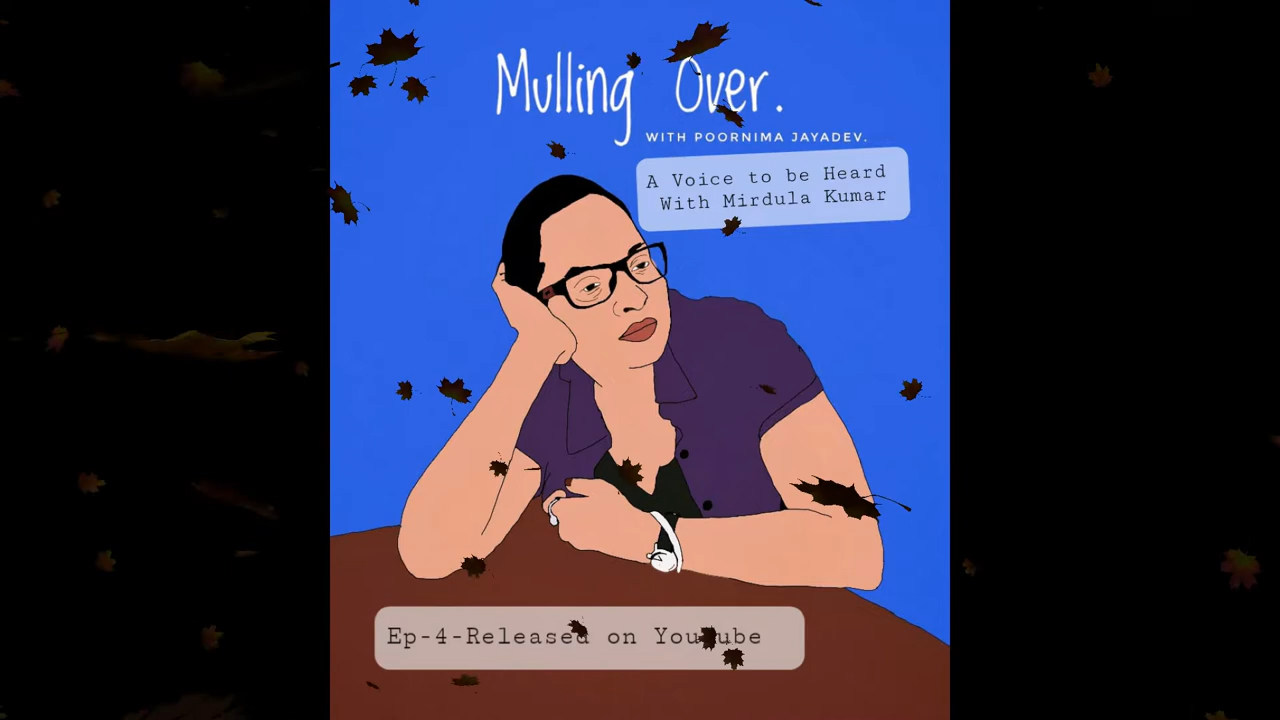 Mulling Over.
WITH POORNIMA JAYADEV.
A Voice to be Heard
With Mirdula Kumar
Ep-4-Released on YouTube